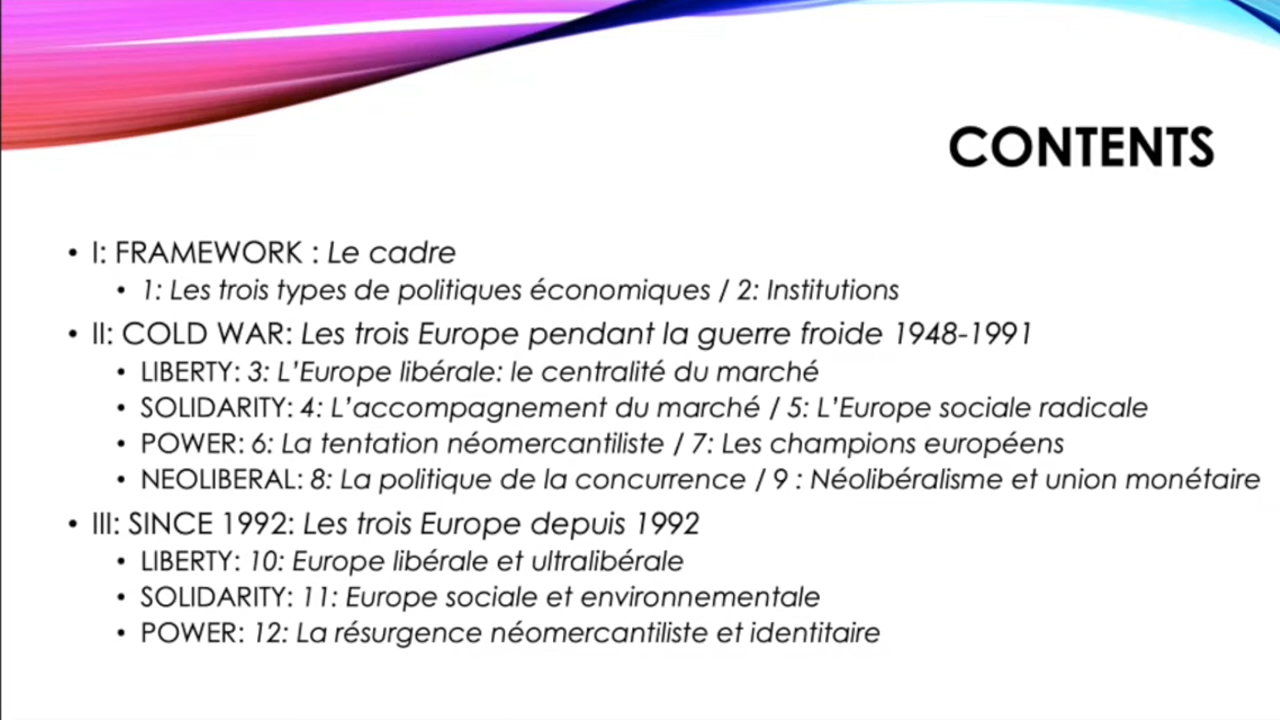 CONTENTS
• I: FRAMEWORK : Le cadre
• 1: Les trois types de politiques économiques / 2: Institutions
• II: COLD WAR: Les trois Europe pendant la guerre froide 1948-1991
• LIBERTY: 3: L’Europe libérale: le centralité du marché
• SOLIDARITY: 4: L’accompagnement du marché / 5: L’Europe sociale radicale
• POWER: 6: La tentation néomercantiliste / 7: Les champions européens
• NEOLIBERAL: 8: La politique de la concurrence / 9 : Néolibéralisme et union monétaire
• III: SINCE 1992: Les trois Europe depuis 1992
• LIBERTY: 10: Europe libérale et ultralibérale
• SOLIDARITY: 11: Europe sociale et environnementale
• POWER: 12: La résurgence néomercantiliste et identitaire